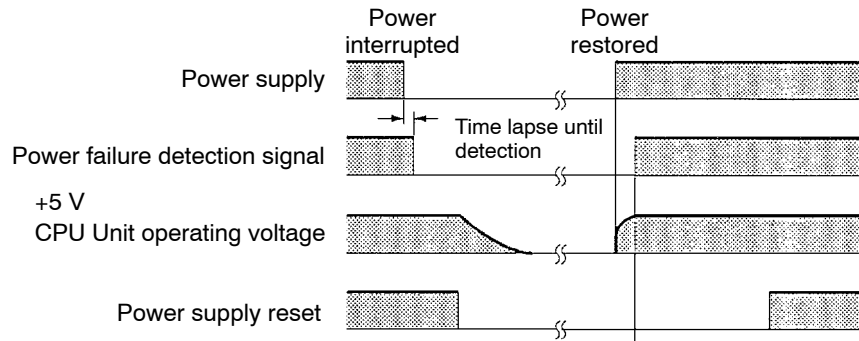 Power
interrupted
Power
restored
Power supply
Time lapse until
detection
Power failure detection signal
+5 V
CPU Unit operating voltage
Power supply reset